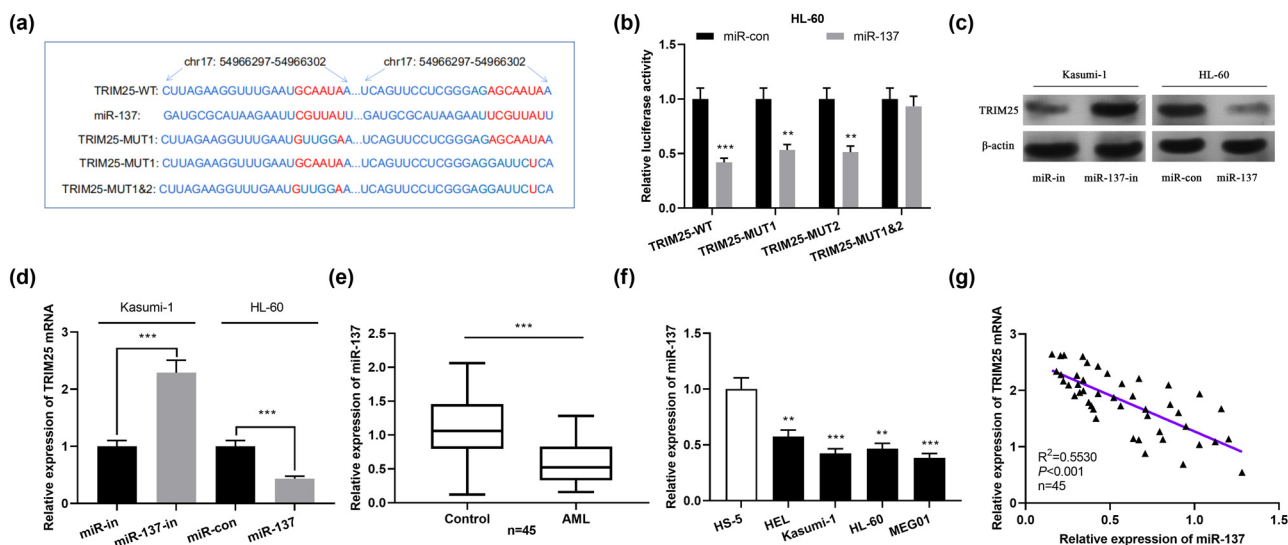 (a)
chr17: 54966297-54966302 chr17: 54966297-54966302
TRIM25-WT: CUUAGAAGGUUUGAAUGCAAUAA...UCAGUUCCUCGGGAGAGCAAUAA
miR-137: GAUGCGCAUAAGAAUUCGUUAUU...GAUGCGCAUAAGAAUUCGUUAUU
TRIM25-MUT1: CUUAGAAGGUUUGAAUGUUGGAA...UCAGUUCCUCGGGAGAGCAAUAA
TRIM25-MUT1: CUUAGAAGGUUUGAAUGCAAUAA...UCAGUUCCUCGGGAGGAUUCUCA
TRIM25-MUT1&2: CUUAGAAGGUUUGAAUGUUGGAA...UCAGUUCCUCGGGAGGAUUCUCA
(b)
HL-60
miR-con miR-137
Relative luciferase activity
1.5
1.0
0.5
0.0
*** ** **
TRIM25-WT
TRIM25-MUT1
TRIM25-MUT2
TRIM25-MUT1&2
(c)
Kasumi-1 HL-60
TRIM25
β-actin
miR-in miR-137-in miR-con miR-137
(d)
Relative expression of TRIM25 mRNA
Kasumi-1 HL-60
3
2
1
0
***
***
miR-in
miR-137-in
miR-con
miR-137
(e)
Relative expression of miR-137
2.5
2.0
1.5
1.0
0.5
0.0
***
Control AML
n=45
(f)
Relative expression of miR-137
1.5
1.0
0.5
0.0
** *** ** ***
HS-5
HEL
Kasumi-1
HL-60
MEG01
(g)
Relative expression of TRIM25 mRNA
3
2
1
0
R²=0.5530
P<0.001
n=45
0.0 0.5 1.0 1.5
Relative expression of miR-137